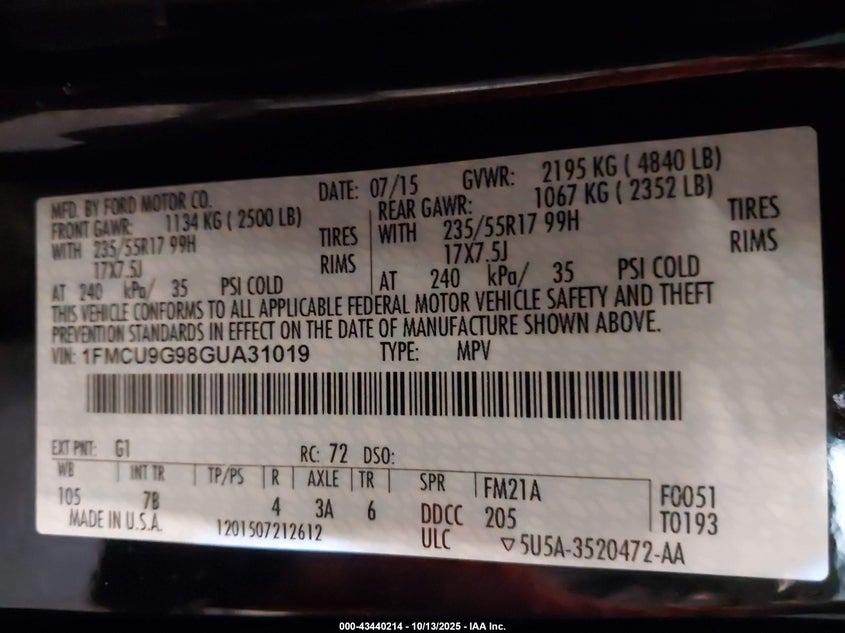 MFD. BY FORD MOTOR CO. DATE: 07/15 GVWR: 2195 KG ( 4840 LB)
FRONT GAWR: 1134 KG ( 2500 LB) REAR GAWR: 1067 KG ( 2352 LB)
WITH 235/55R17 99H TIRES WITH 235/55R17 99H TIRES
17X7.5J RIMS 17X7.5J RIMS
AT 240 kPa/ 35 PSI COLD AT 240 kPa/ 35 PSI COLD
THIS VEHICLE CONFORMS TO ALL APPLICABLE FEDERAL MOTOR VEHICLE SAFETY AND THEFT
PREVENTION STANDARDS IN EFFECT ON THE DATE OF MANUFACTURE SHOWN ABOVE.
VIN: 1FMCU9G98GUA31019 TYPE: MPV
EXT PNT: G1 RC: 72 DSO:
WB INT TR TP/PS R AXLE TR SPR FM21A F0051
105 7B 4 3A 6 DDCC 205 T0193
MADE IN U.S.A. 1201507212612 ULC ▽5U5A-3520472-AA
000-43440214 - 10/13/2025 - IAA Inc.